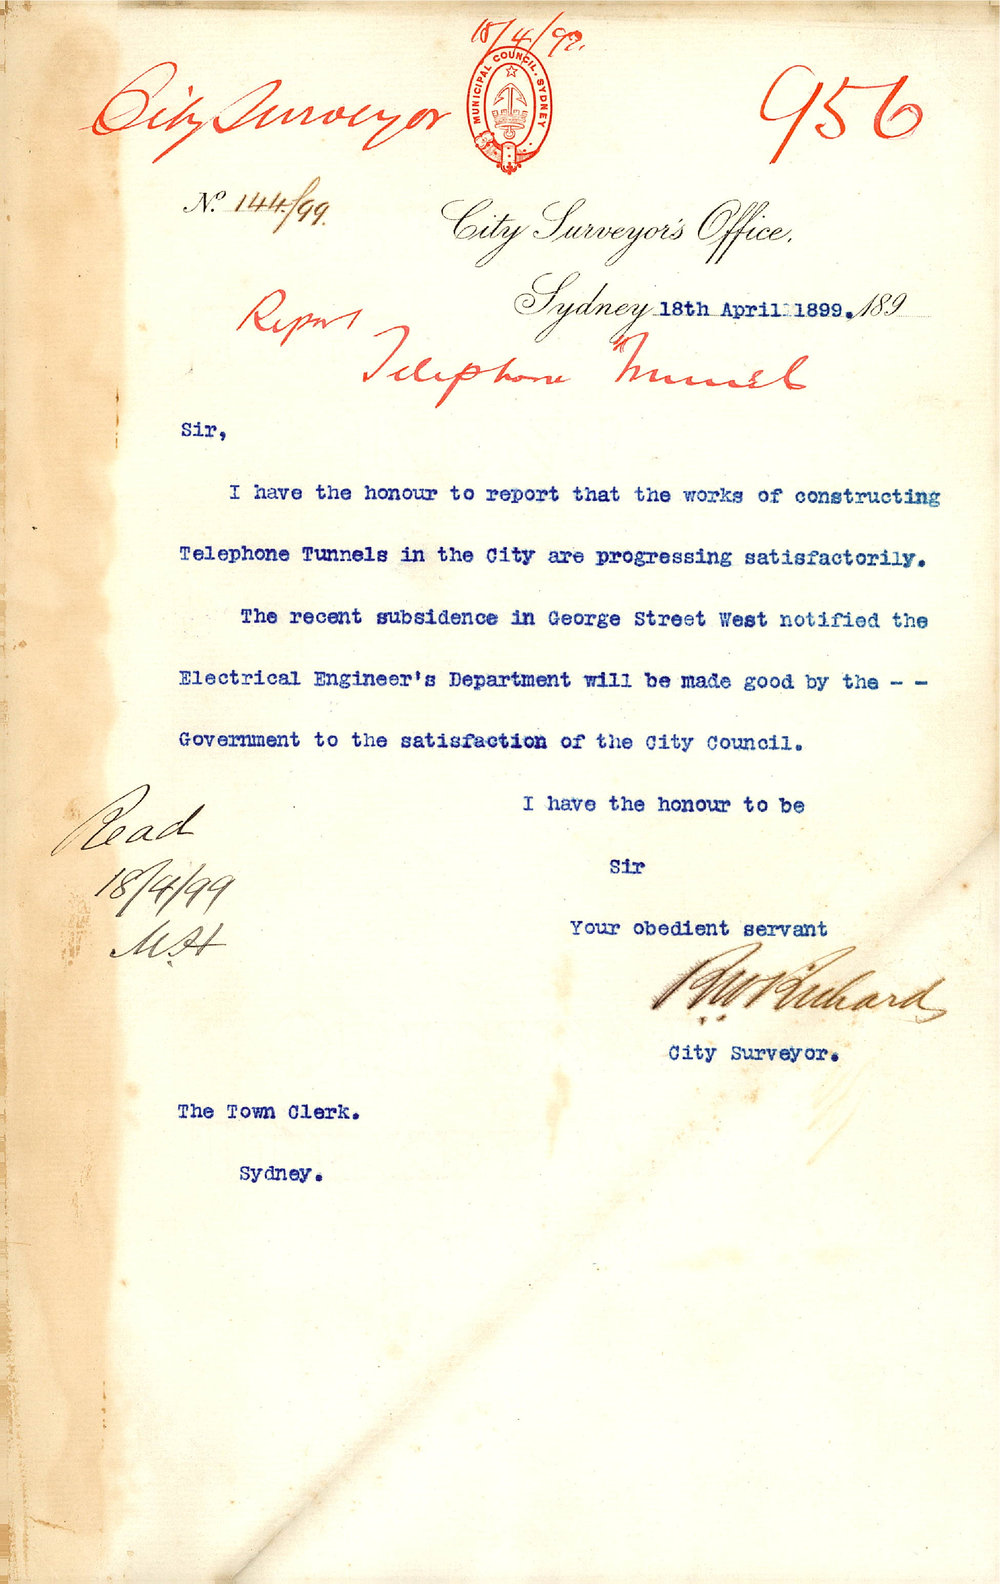 18/4/99.
City Surveyor
MUNICIPAL COUNCIL. SYDNEY
956
No. 144/99.
City Surveyor's Office,
Sydney 18th April 1899. 189
Report
Telephone Tunnels
Sir,
I have the honour to report that the works of constructing
Telephone Tunnels in the City are progressing satisfactorily.
The recent subsidence in George Street West notified the
Electrical Engineer's Department will be made good by the - -
Government to the satisfaction of the City Council.
I have the honour to be
Sir
Your obedient servant
R W Richards
City Surveyor.
Read
18/4/99
M.H
The Town Clerk.
Sydney.